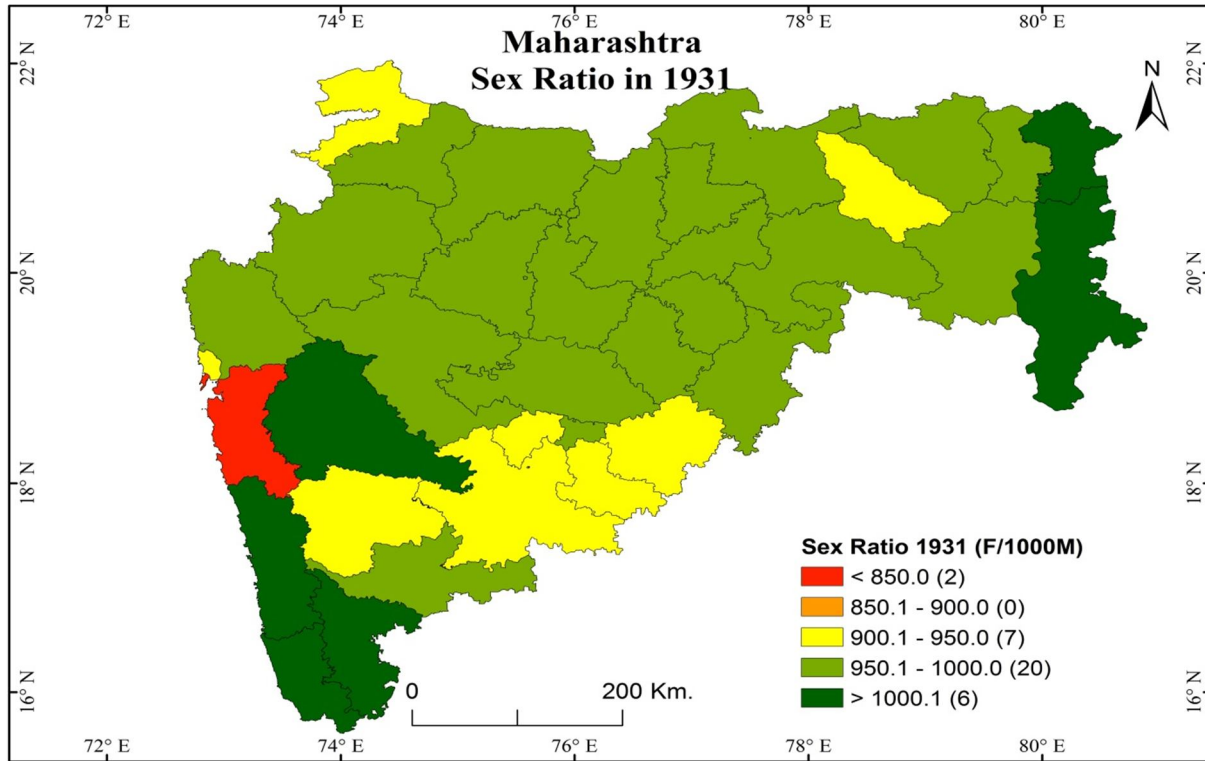 72° E 74° E 76° E 78° E 80° E
Maharashtra
Sex Ratio in 1931
N
22° N 22° N
20° N 20° N
18° N 18° N
16° N 16° N
Sex Ratio 1931 (F/1000M)
< 850.0 (2)
850.1 - 900.0 (0)
900.1 - 950.0 (7)
950.1 - 1000.0 (20)
> 1000.1 (6)
0 200 Km.
72° E 74° E 76° E 78° E 80° E